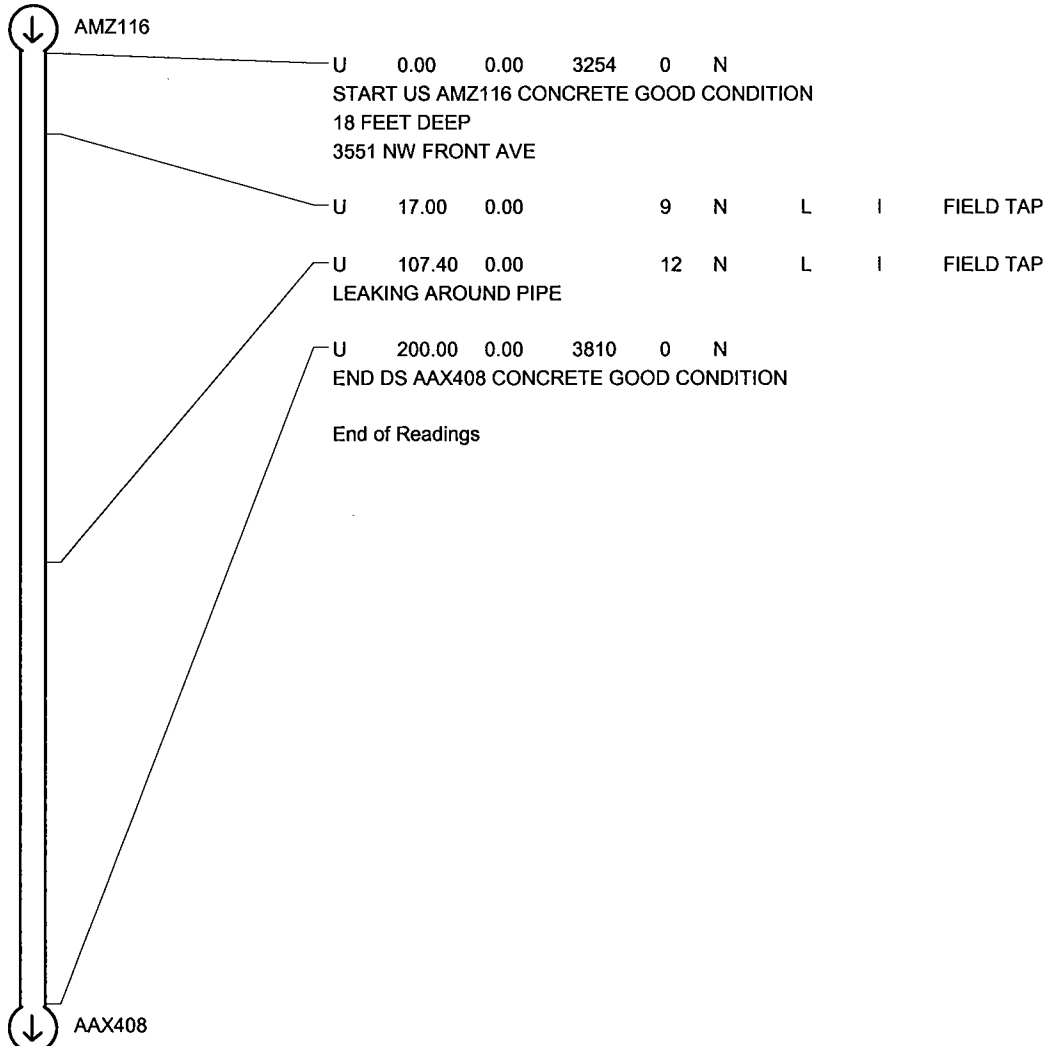 AMZ116
U 0.00 0.00 3254 0 N
START US AMZ116 CONCRETE GOOD CONDITION
18 FEET DEEP
3551 NW FRONT AVE
U 17.00 0.00 9 N L I FIELD TAP
U 107.40 0.00 12 N L I FIELD TAP
LEAKING AROUND PIPE
U 200.00 0.00 3810 0 N
END DS AAX408 CONCRETE GOOD CONDITION
End of Readings
AAX408